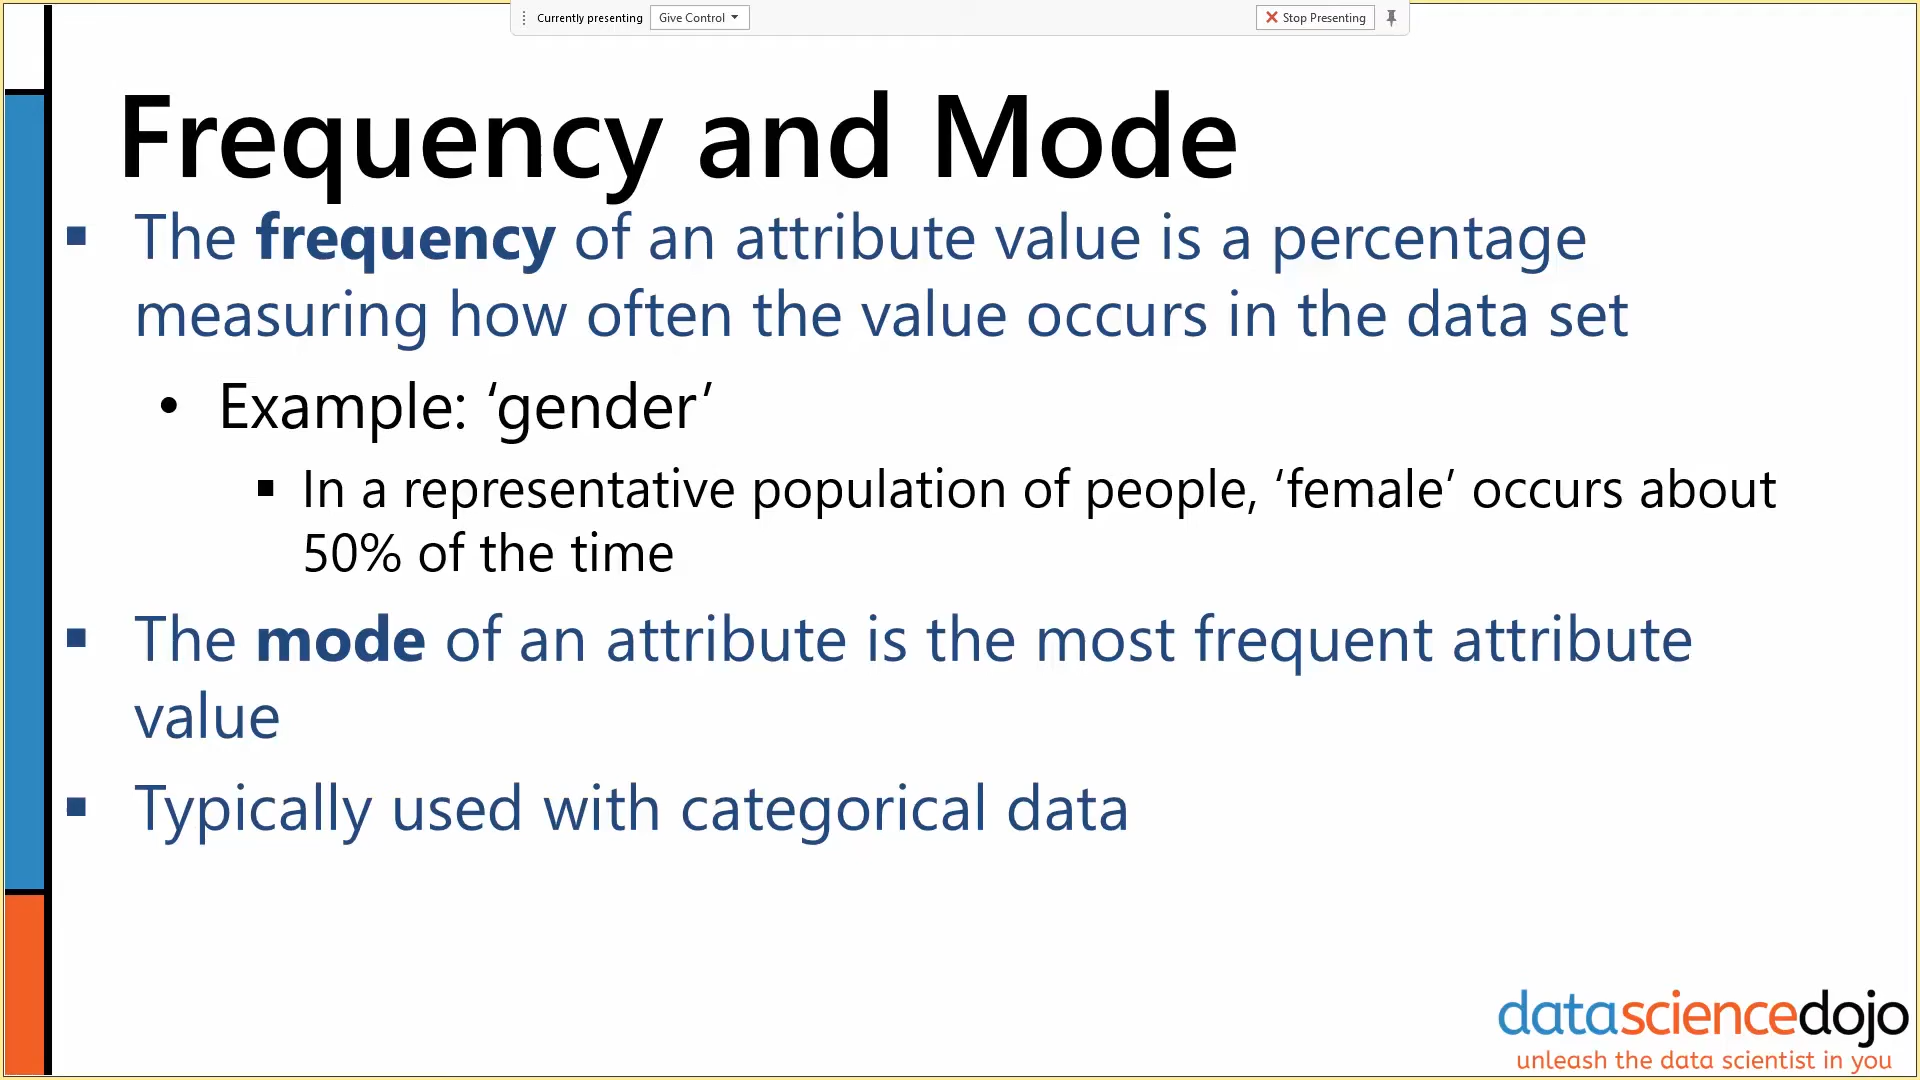 Currently presenting Give Control Stop Presenting
Frequency and Mode
▪ The frequency of an attribute value is a percentage
measuring how often the value occurs in the data set
• Example: ‘gender’
▪ In a representative population of people, ‘female’ occurs about
50% of the time
▪ The mode of an attribute is the most frequent attribute
value
▪ Typically used with categorical data
datasciencedojo
unleash the data scientist in you